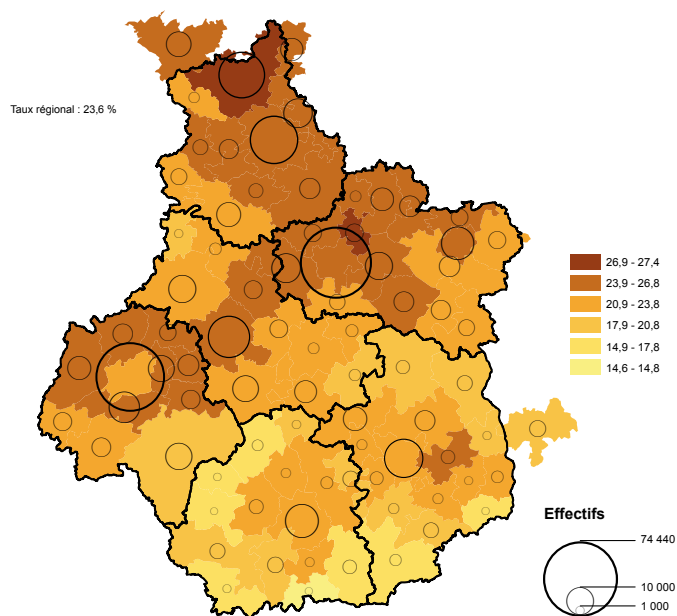 Taux régional : 23,6 %
26,9 - 27,4
23,9 - 26,8
20,9 - 23,8
17,9 - 20,8
14,9 - 17,8
14,6 - 14,8
Effectifs
74 440
10 000
1 000